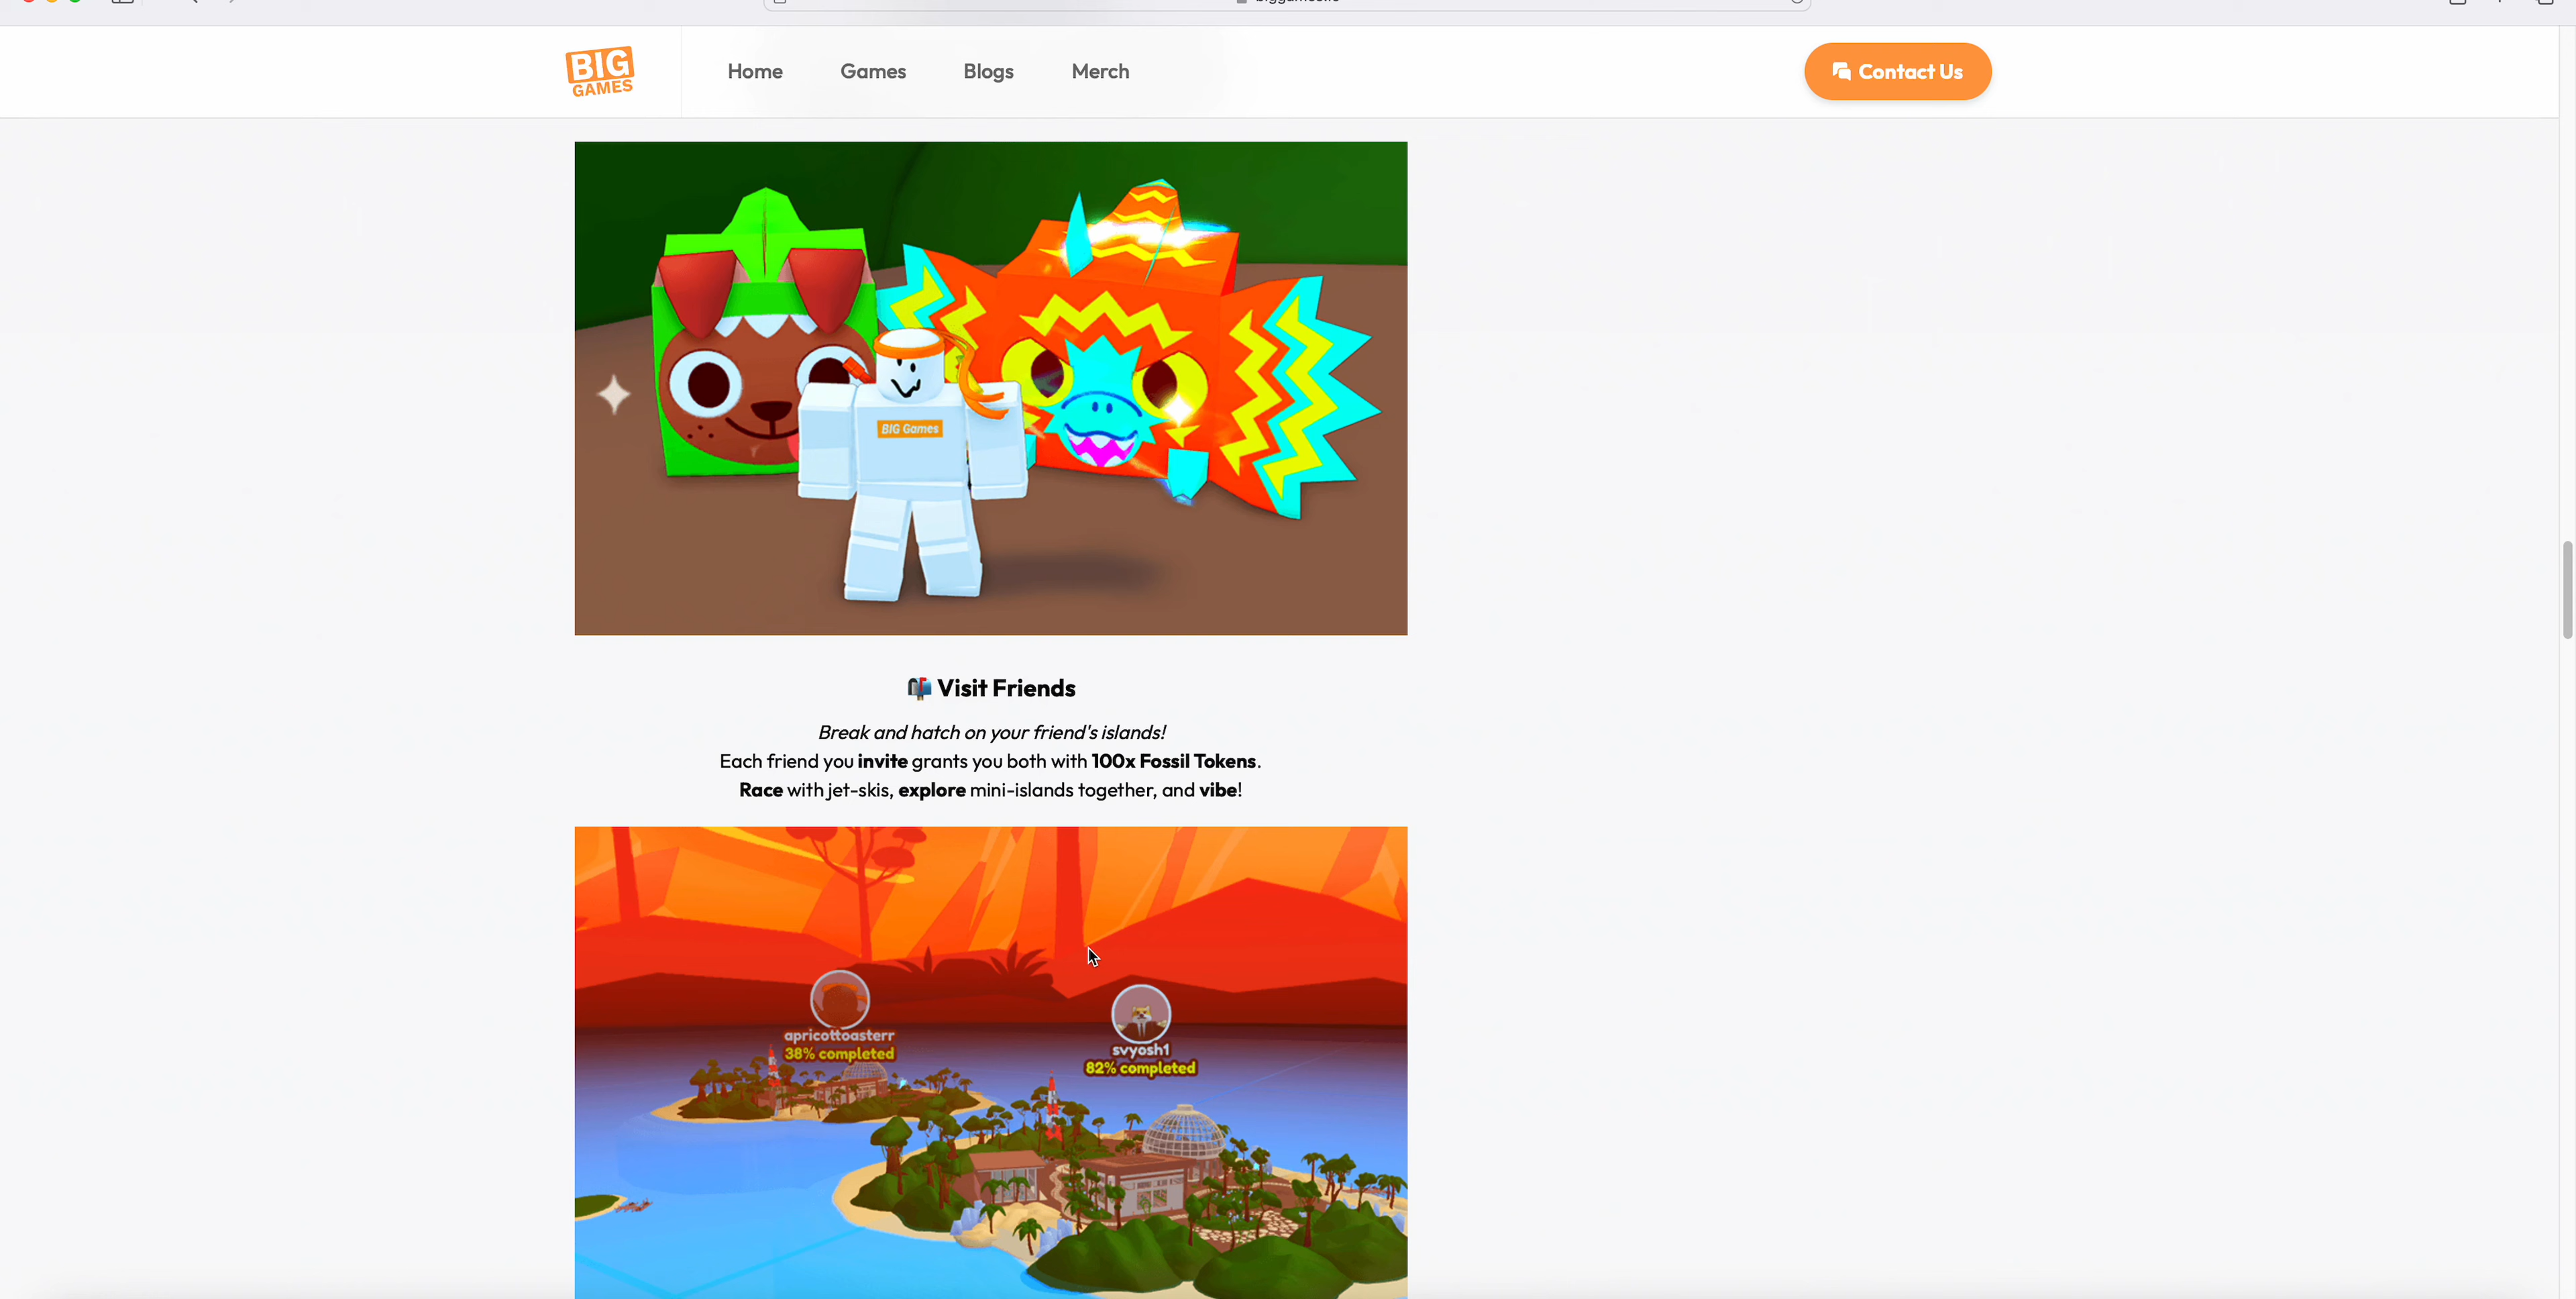 BIG
GAMES
Home
Games
Blogs
Merch
Contact Us
BIG Games
Visit Friends
Break and hatch on your friend's islands!
Each friend you invite grants you both with 100x Fossil Tokens.
Race with jet-skis, explore mini-islands together, and vibe!
apricottoasterr
38% completed
svyosh1
82% completed